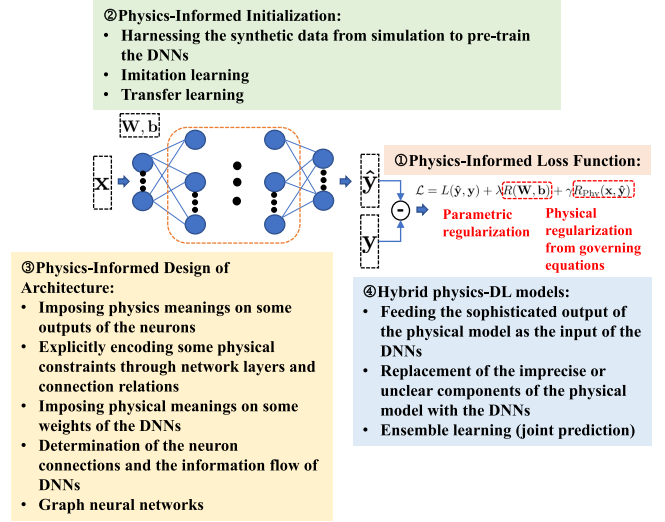 ②Physics-Informed Initialization:
• Harnessing the synthetic data from simulation to pre-train
the DNNs
• Imitation learning
• Transfer learning
W, b
x
ŷ
y
-
①Physics-Informed Loss Function:
ℒ = L(ŷ, y) + λR(W, b) + γR_Phy(x, ŷ)
Parametric
regularization
Physical
regularization
from governing
equations
③Physics-Informed Design of
Architecture:
• Imposing physics meanings on some
outputs of the neurons
• Explicitly encoding some physical
constraints through network layers and
connection relations
• Imposing physical meanings on some
weights of the DNNs
• Determination of the neuron
connections and the information flow of
DNNs
• Graph neural networks
④Hybrid physics-DL models:
• Feeding the sophisticated output of
the physical model as the input of the
DNNs
• Replacement of the imprecise or
unclear components of the physical
model with the DNNs
• Ensemble learning (joint prediction)